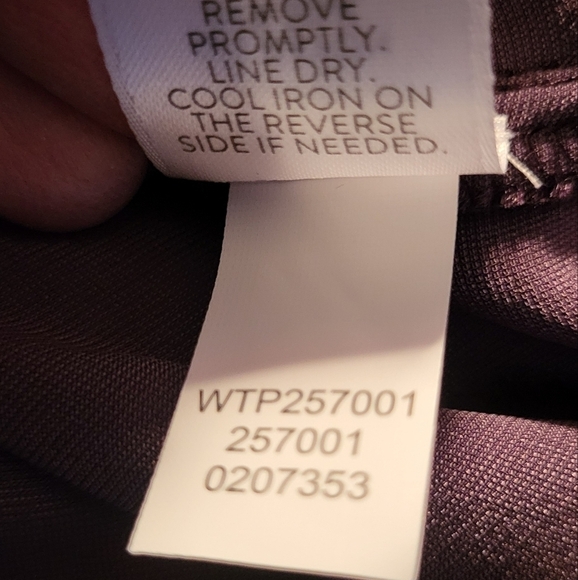 REMOVE
PROMPTLY.
LINE DRY.
COOL IRON ON
THE REVERSE
SIDE IF NEEDED.
WTP257001
257001
0207353